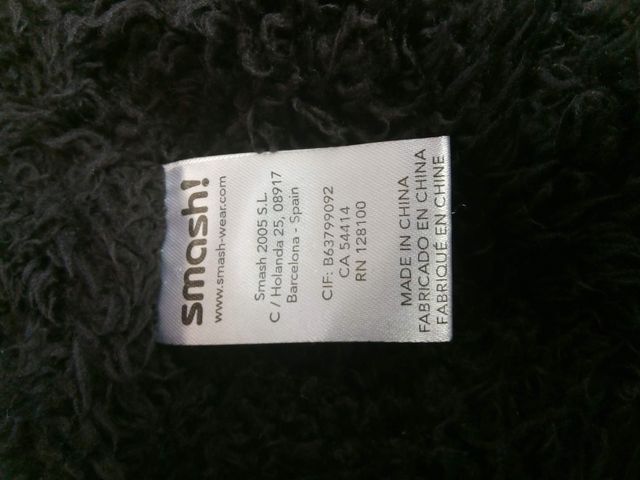 smash!
www.smash-wear.com
Smash 2005 S.L.
C / Holanda 25, 08917
Barcelona - Spain
CIF: B63799092
CA 54414
RN 128100
MADE IN CHINA
FABRICADO EN CHINA
FABRIQUÉ EN CHINE